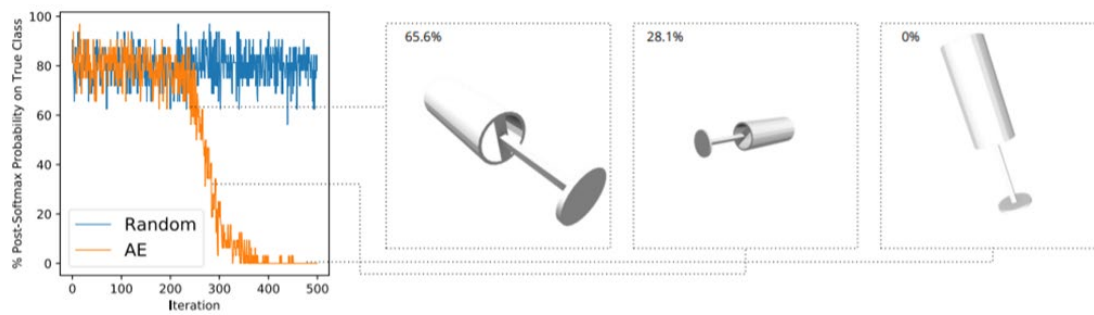 % Post-Softmax Probability on True Class
100
80
60
40
20
0
Random
AE
0 100 200 300 400 500
Iteration
65.6%
28.1%
0%